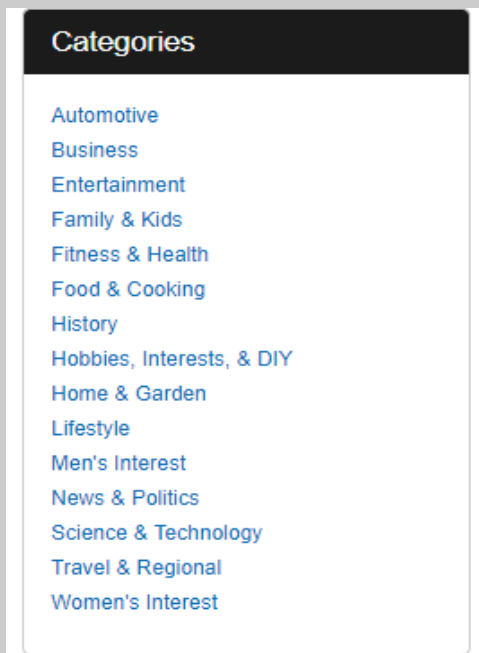 Categories
Automotive
Business
Entertainment
Family & Kids
Fitness & Health
Food & Cooking
History
Hobbies, Interests, & DIY
Home & Garden
Lifestyle
Men's Interest
News & Politics
Science & Technology
Travel & Regional
Women's Interest